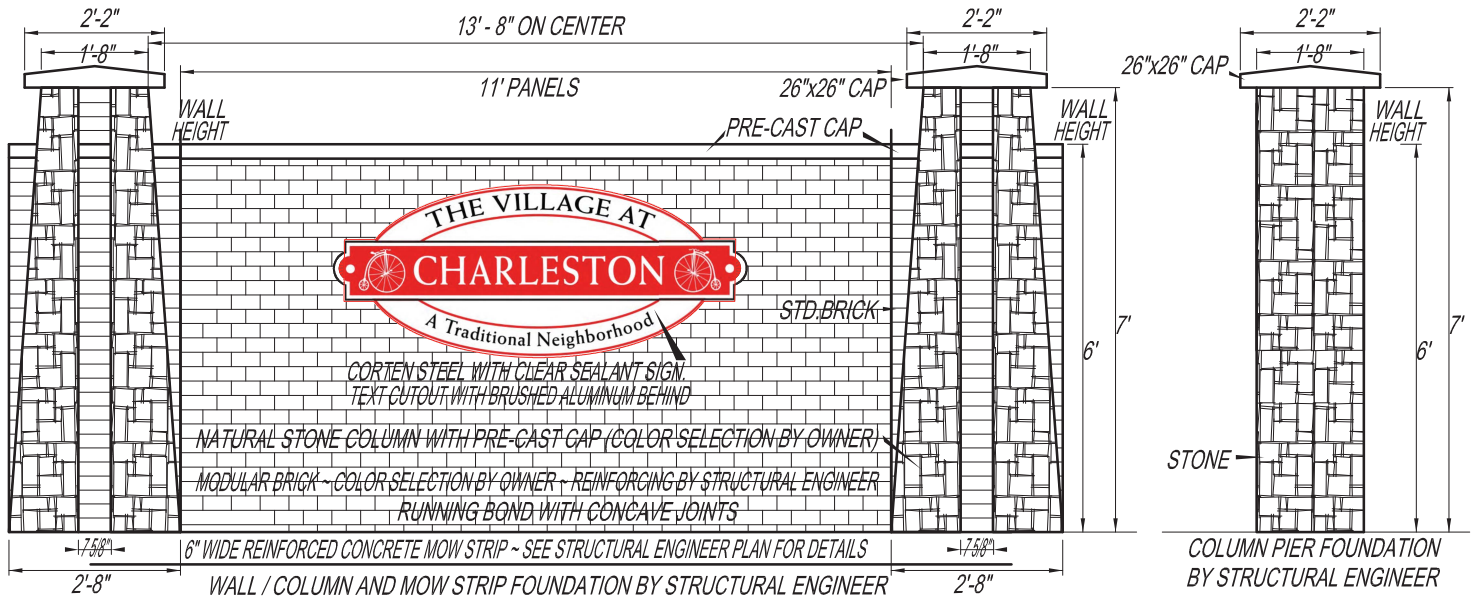 2'-2"
13' - 8" ON CENTER
2'-2"
2'-2"
1'-8"
1'-8"
1'-8"
26"x26" CAP
11' PANELS
26"x26" CAP
WALL
HEIGHT
WALL
HEIGHT
WALL
HEIGHT
PRE-CAST CAP
THE VILLAGE AT
CHARLESTON
A Traditional Neighborhood
STD.BRICK
7'
6'
7'
6'
CORTEN STEEL WITH CLEAR SEALANT SIGN.
TEXT CUTOUT WITH BRUSHED ALUMINUM BEHIND
NATURAL STONE COLUMN WITH PRE-CAST CAP (COLOR SELECTION BY OWNER)
STONE
MODULAR BRICK ~ COLOR SELECTION BY OWNER ~ REINFORCING BY STRUCTURAL ENGINEER
RUNNING BOND WITH CONCAVE JOINTS
7 5/8"
6" WIDE REINFORCED CONCRETE MOW STRIP ~ SEE STRUCTURAL ENGINEER PLAN FOR DETAILS
7 5/8"
COLUMN PIER FOUNDATION
BY STRUCTURAL ENGINEER
2'-8"
WALL / COLUMN AND MOW STRIP FOUNDATION BY STRUCTURAL ENGINEER
2'-8"